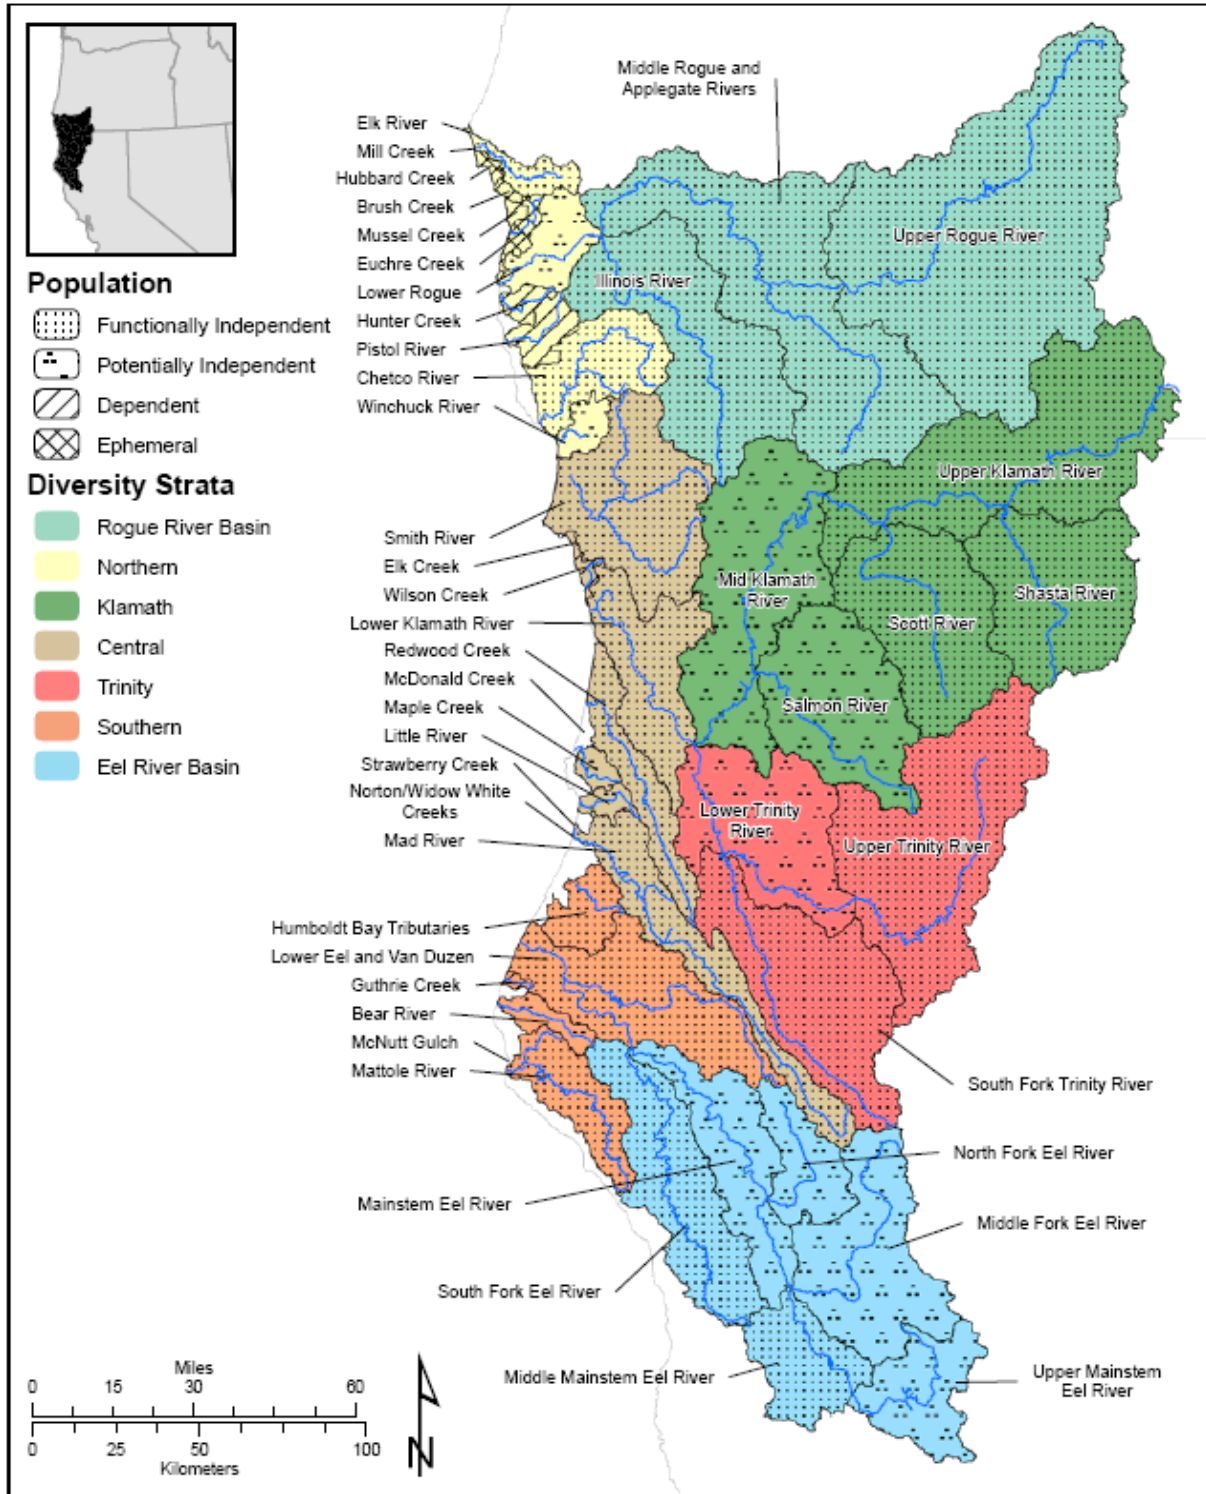 Population
Functionally Independent
Potentially Independent
Dependent
Ephemeral
Diversity Strata
Rogue River Basin
Northern
Klamath
Central
Trinity
Southern
Eel River Basin
Middle Rogue and
Applegate Rivers
Elk River
Mill Creek
Hubbard Creek
Brush Creek
Mussel Creek
Euchre Creek
Lower Rogue
Hunter Creek
Pistol River
Chetco River
Winchuck River
Upper Rogue River
Illinois River
Upper Klamath River
Smith River
Elk Creek
Wilson Creek
Lower Klamath River
Redwood Creek
McDonald Creek
Maple Creek
Little River
Strawberry Creek
Norton/Widow White
Creeks
Mad River
Mid Klamath
River
Scott River
Shasta River
Salmon River
Lower Trinity
River
Upper Trinity River
Humboldt Bay Tributaries
Lower Eel and Van Duzen
Guthrie Creek
Bear River
McNutt Gulch
Mattole River
South Fork Trinity River
North Fork Eel River
Mainstem Eel River
Middle Fork Eel River
South Fork Eel River
Middle Mainstem Eel River
Upper Mainstem
Eel River
Miles
0 15 30 60
0 25 50 100
Kilometers
N